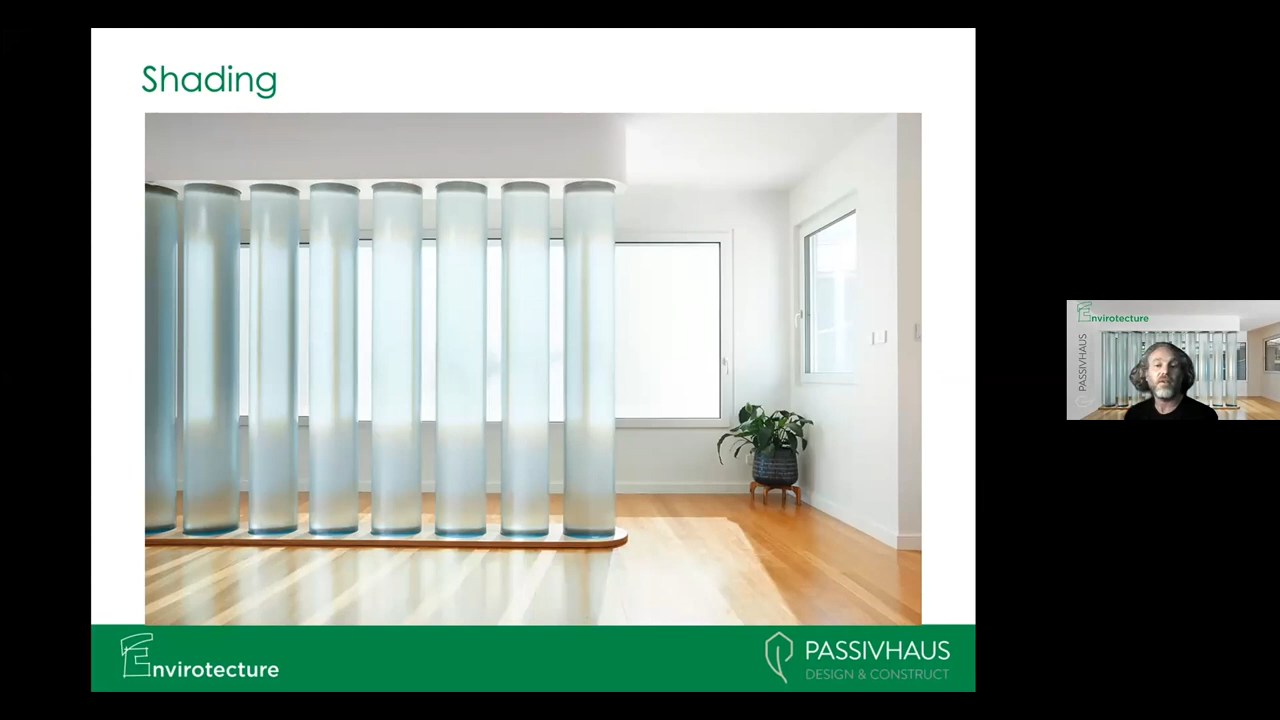 Shading
Envirotecture
PASSIVHAUS
DESIGN & CONSTRUCT
Envirotecture
PASSIVHAUS